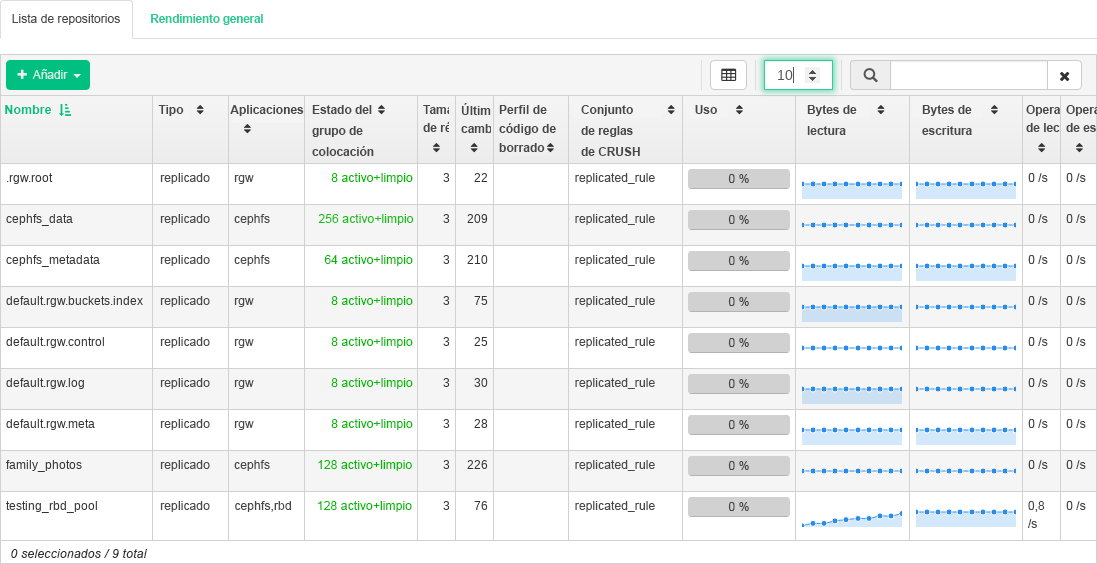 Lista de repositorios
Rendimiento general
+ Añadir
10
Nombre
Tipo
Aplicaciones
Estado del
grupo de
colocación
Tama
de ré
Últim
camb
Perfil de
código de
borrado
Conjunto
de reglas
de CRUSH
Uso
Bytes de
lectura
Bytes de
escritura
Opera
de lec
Opera
de es
.rgw.root replicado rgw 8 activo+limpio 3 22 replicated_rule 0 % 0 /s 0 /s
cephfs_data replicado cephfs 256 activo+limpio 3 209 replicated_rule 0 % 0 /s 0 /s
cephfs_metadata replicado cephfs 64 activo+limpio 3 210 replicated_rule 0 % 0 /s 0 /s
default.rgw.buckets.index replicado rgw 8 activo+limpio 3 75 replicated_rule 0 % 0 /s 0 /s
default.rgw.control replicado rgw 8 activo+limpio 3 25 replicated_rule 0 % 0 /s 0 /s
default.rgw.log replicado rgw 8 activo+limpio 3 30 replicated_rule 0 % 0 /s 0 /s
default.rgw.meta replicado rgw 8 activo+limpio 3 28 replicated_rule 0 % 0 /s 0 /s
family_photos replicado cephfs 128 activo+limpio 3 226 replicated_rule 0 % 0 /s 0 /s
testing_rbd_pool replicado cephfs,rbd 128 activo+limpio 3 76 replicated_rule 0 % 0,8 0 /s
/s
0 seleccionados / 9 total